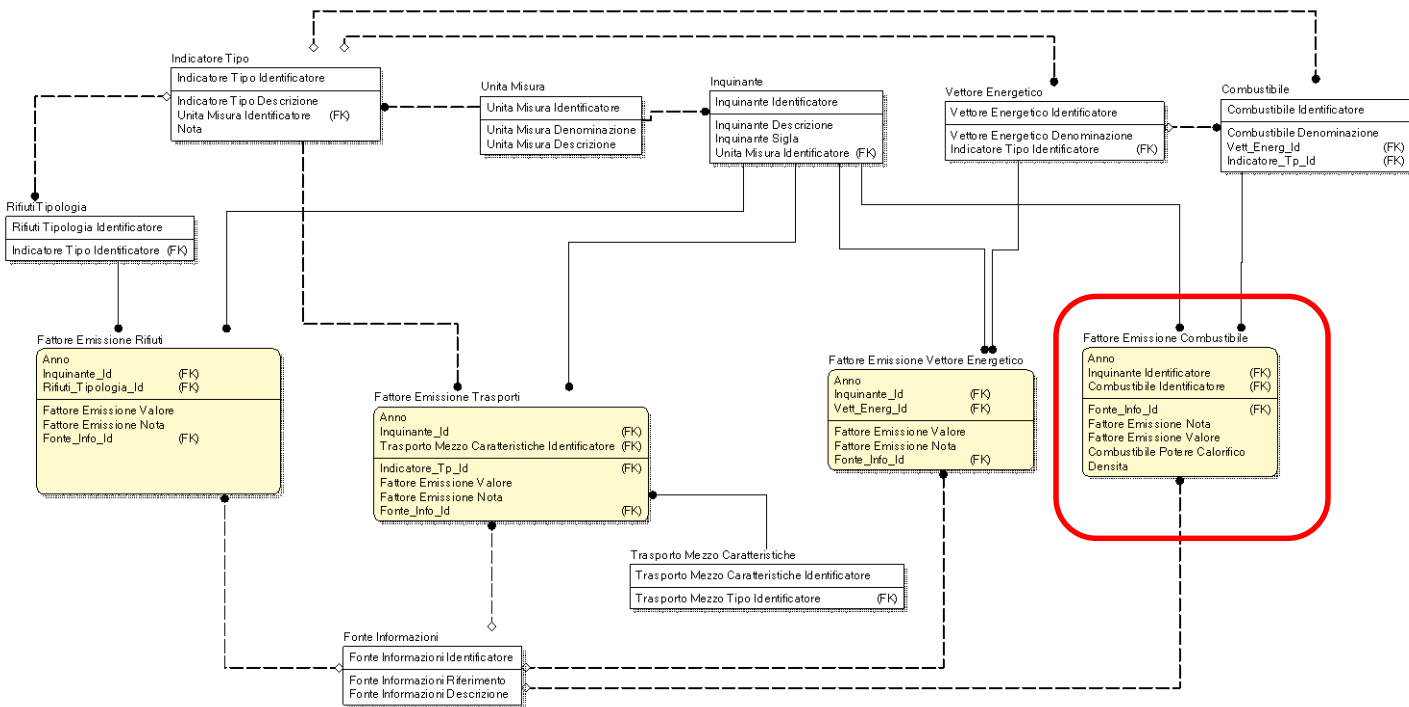 Indicatore Tipo
Indicatore Tipo Identificatore
Indicatore Tipo Descrizione
Unita Misura Identificatore (FK)
Nota
Unita Misura
Unita Misura Identificatore
Unita Misura Denominazione
Unita Misura Descrizione
Inquinante
Inquinante Identificatore
Inquinante Descrizione
Inquinante Sigla
Unita Misura Identificatore (FK)
Vettore Energetico
Vettore Energetico Identificatore
Vettore Energetico Denominazione
Indicatore Tipo Identificatore (FK)
Combustibile
Combustibile Identificatore
Combustibile Denominazione
Vett_Energ_Id (FK)
Indicatore_Tp_Id (FK)
Rifiuti Tipologia
Rifiuti Tipologia Identificatore
Indicatore Tipo Identificatore (FK)
Fattore Emissione Rifiuti
Anno
Inquinante_Id (FK)
Rifiuti_Tipologia_Id (FK)
Fattore Emissione Valore
Fattore Emissione Nota
Fonte_Info_Id (FK)
Fattore Emissione Trasporti
Anno
Inquinante_Id (FK)
Trasporto Mezzo Caratteristiche Identificatore (FK)
Indicatore_Tp_Id (FK)
Fattore Emissione Valore
Fattore Emissione Nota
Fonte_Info_Id (FK)
Fattore Emissione Vettore Energetico
Anno
Inquinante_Id (FK)
Vett_Energ_Id (FK)
Fattore Emissione Valore
Fattore Emissione Nota
Fonte_Info_Id (FK)
Fattore Emissione Combustibile
Anno
Inquinante Identificatore (FK)
Combustibile Identificatore (FK)
Fonte_Info_Id (FK)
Fattore Emissione Nota
Fattore Emissione Valore
Combustibile Potere Calorifico
Densita
Trasporto Mezzo Caratteristiche
Trasporto Mezzo Caratteristiche Identificatore
Trasporto Mezzo Tipo Identificatore (FK)
Fonte Informazioni
Fonte Informazioni Identificatore
Fonte Informazioni Riferimento
Fonte Informazioni Descrizione